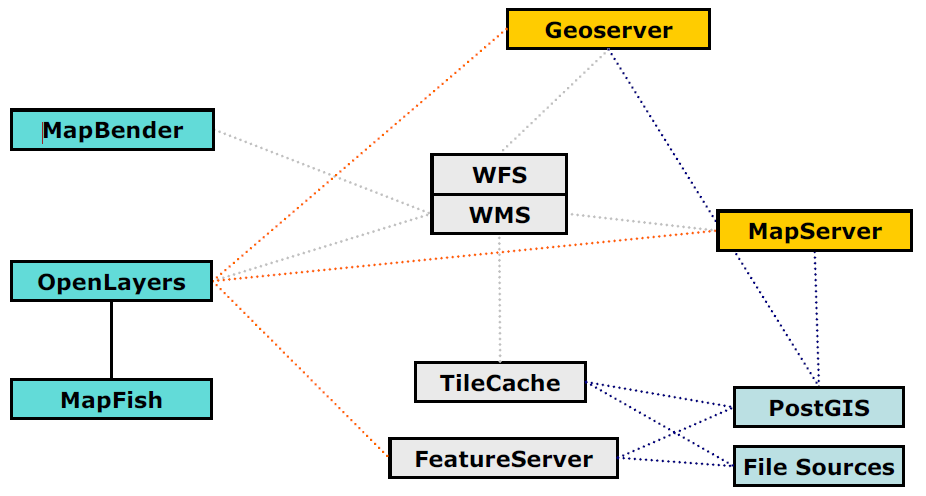 Geoserver
MapBender
WFS
WMS
MapServer
OpenLayers
TileCache
MapFish
PostGIS
FeatureServer
File Sources